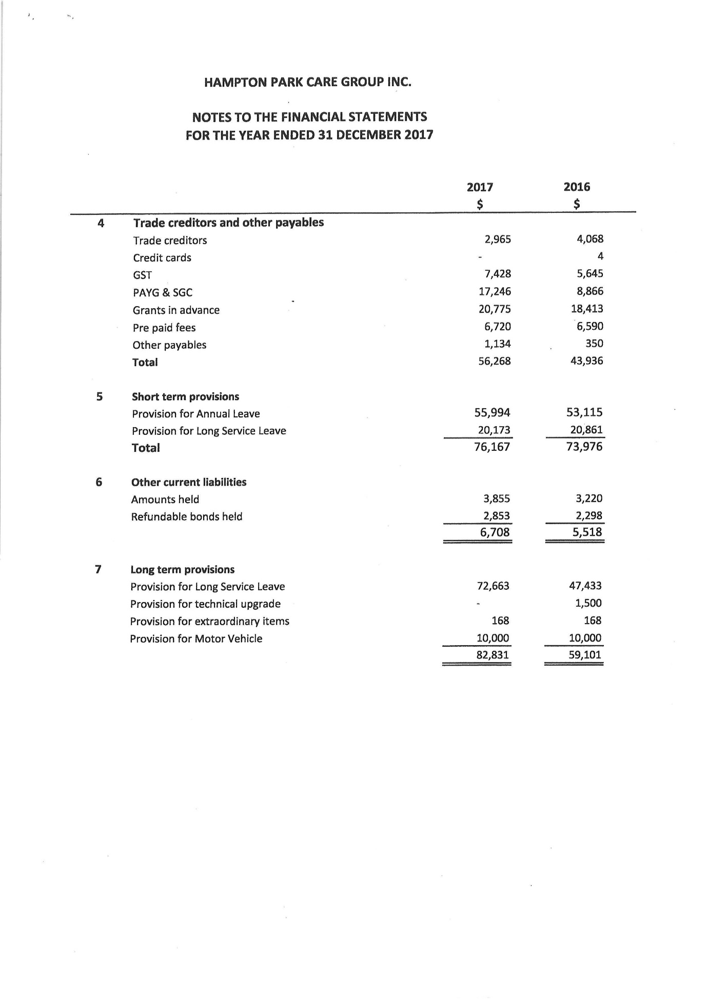 HAMPTON PARK CARE GROUP INC.
NOTES TO THE FINANCIAL STATEMENTS
FOR THE YEAR ENDED 31 DECEMBER 2017
2017 2016
$ $
4 Trade creditors and other payables
Trade creditors 2,965 4,068
Credit cards - 4
GST 7,428 5,645
PAYG & SGC 17,246 8,866
Grants in advance 20,775 18,413
Pre paid fees 6,720 6,590
Other payables 1,134 350
Total 56,268 43,936
5 Short term provisions
Provision for Annual Leave 55,994 53,115
Provision for Long Service Leave 20,173 20,861
Total 76,167 73,976
6 Other current liabilities
Amounts held 3,855 3,220
Refundable bonds held 2,853 2,298
6,708 5,518
7 Long term provisions
Provision for Long Service Leave 72,663 47,433
Provision for technical upgrade - 1,500
Provision for extraordinary items 168 168
Provision for Motor Vehicle 10,000 10,000
82,831 59,101